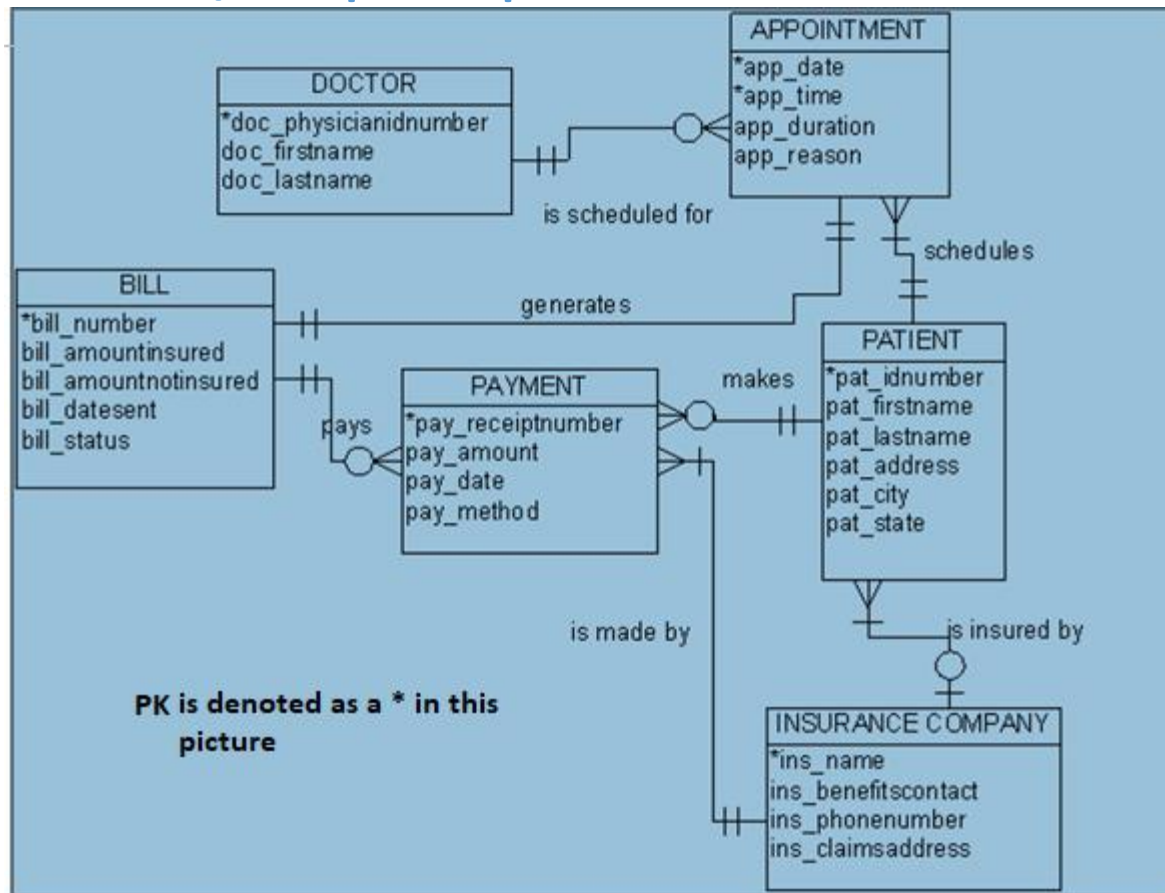 APPOINTMENT
*app_date
*app_time
app_duration
app_reason
DOCTOR
*doc_physicianidnumber
doc_firstname
doc_lastname
is scheduled for
schedules
BILL
*bill_number
bill_amountinsured
bill_amountnotinsured
bill_datesent
bill_status
generates
PATIENT
*pat_idnumber
pat_firstname
pat_lastname
pat_address
pat_city
pat_state
makes
PAYMENT
*pay_receiptnumber
pay_amount
pay_date
pay_method
pays
is made by
is insured by
INSURANCE COMPANY
*ins_name
ins_benefitscontact
ins_phonenumber
ins_claimsaddress
PK is denoted as a * in this
picture